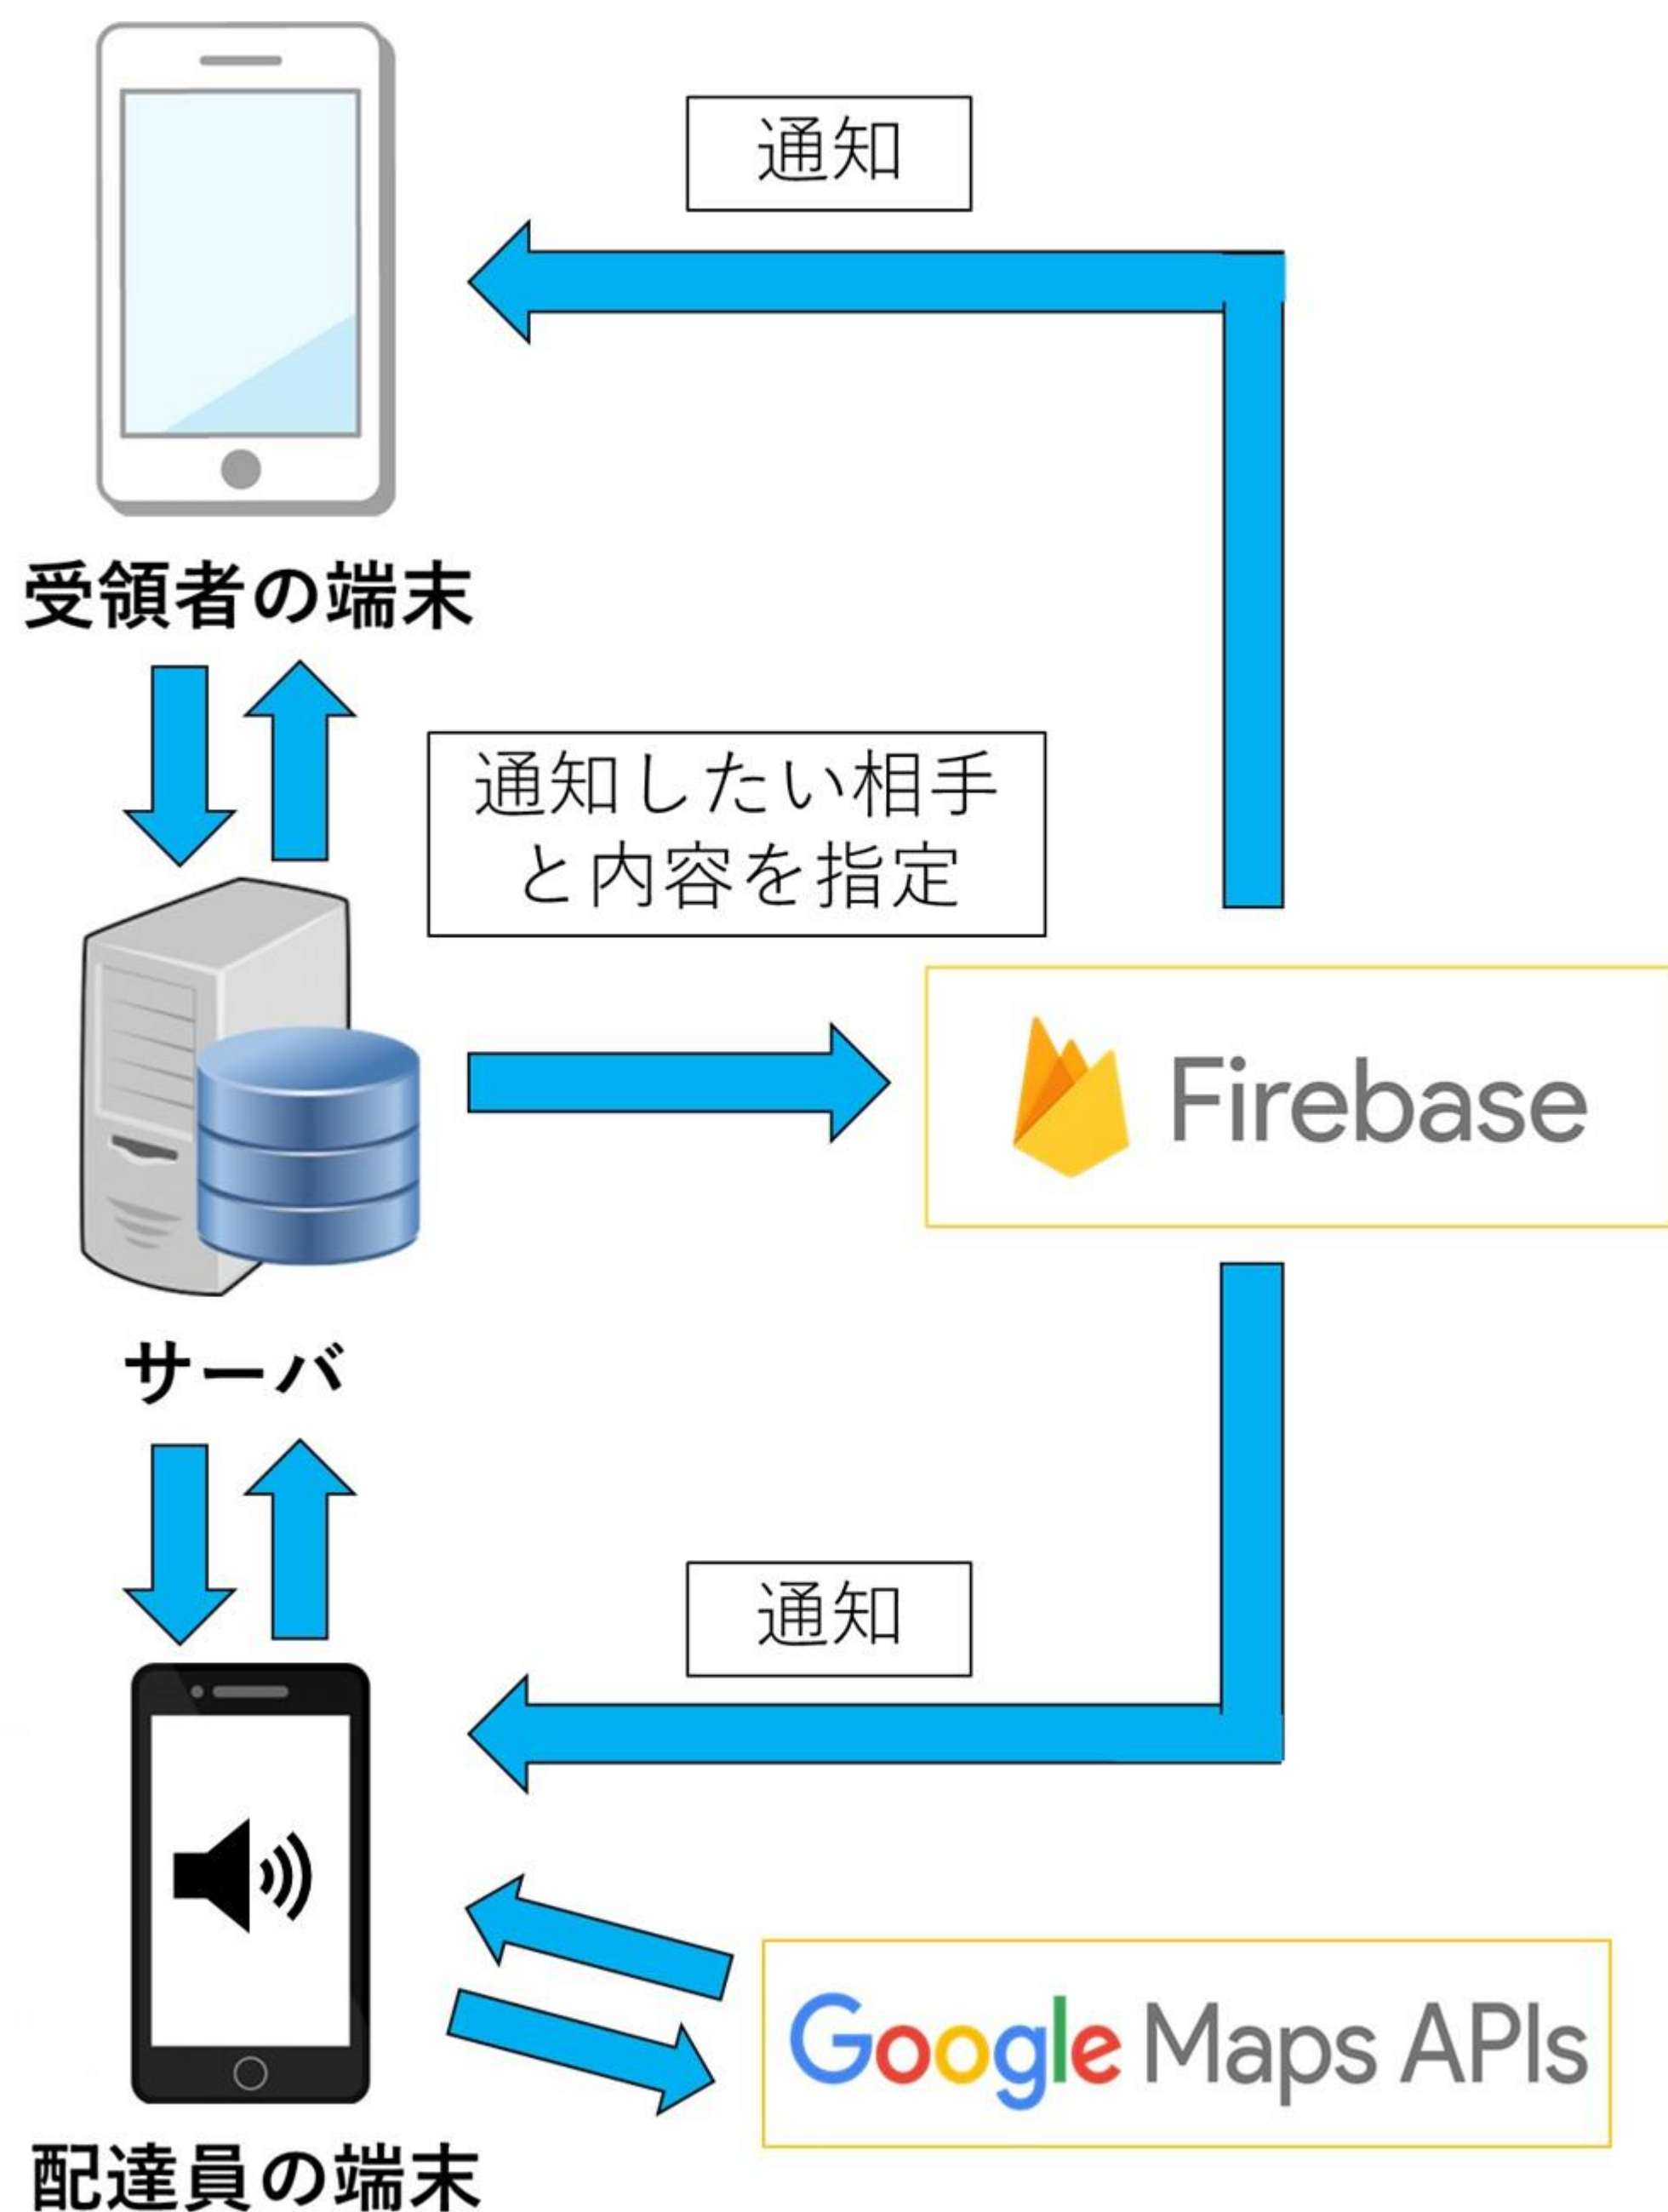 通知
受領者の端末
通知したい相手
と内容を指定
Firebase
サーバ
通知
Google Maps APIs
配達員の端末